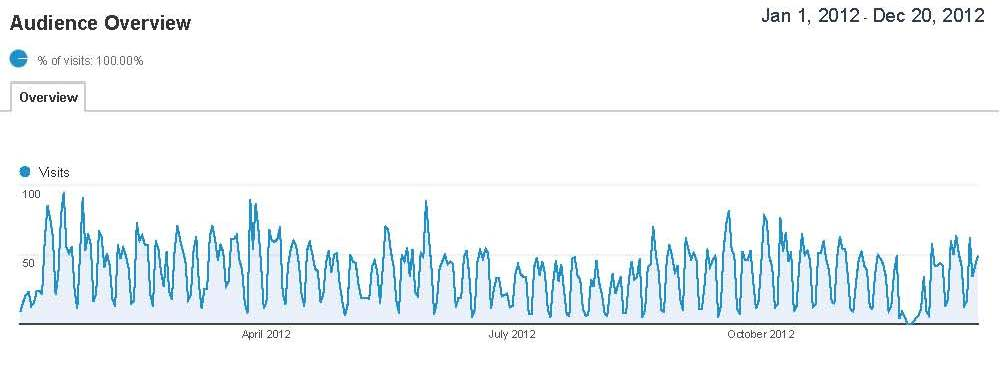 Audience Overview
Jan 1, 2012 - Dec 20, 2012
% of visits: 100.00%
Overview
Visits
100
50
April 2012
July 2012
October 2012